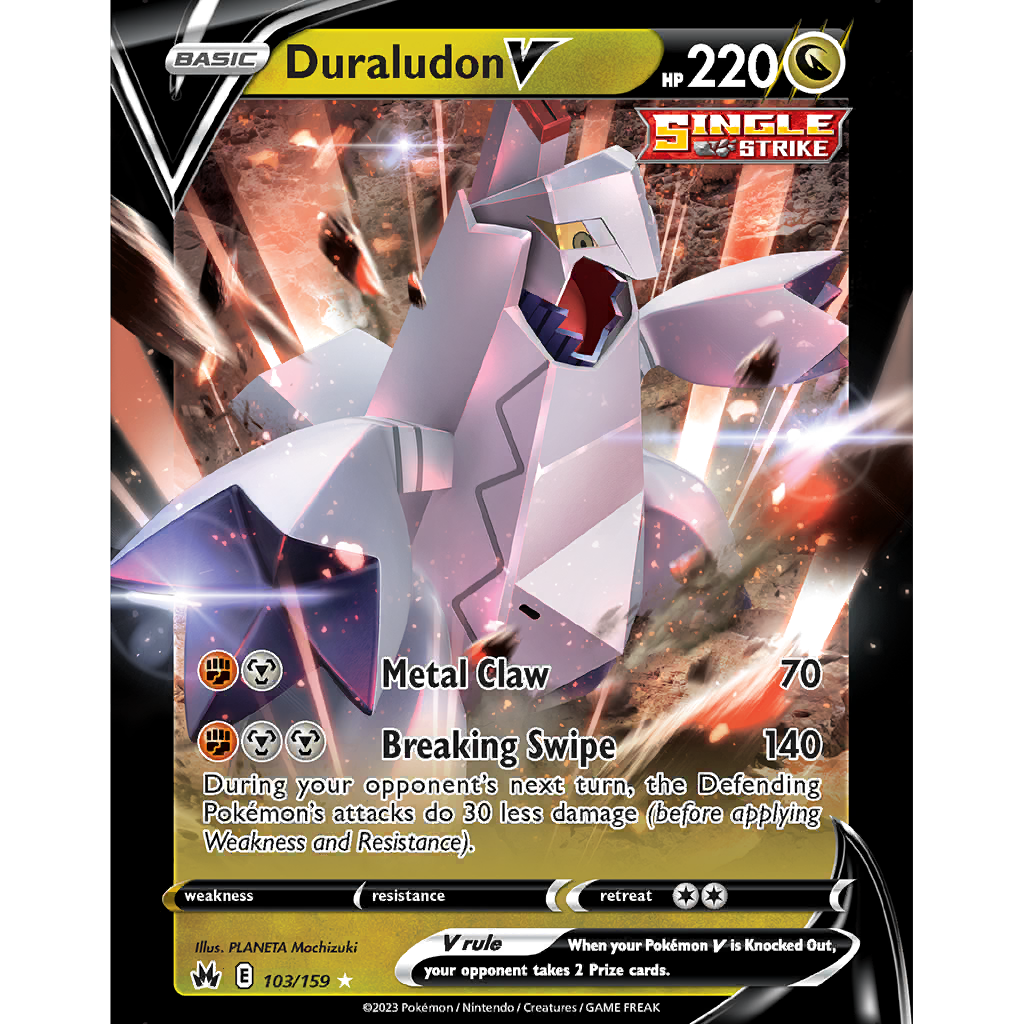 BASIC Duraludon V HP 220
SINGLE
STRIKE
Metal Claw 70
Breaking Swipe 140
During your opponent's next turn, the Defending
Pokémon's attacks do 30 less damage (before applying
Weakness and Resistance).
weakness resistance retreat
Illus. PLANETA Mochizuki
V rule When your Pokémon V is Knocked Out,
your opponent takes 2 Prize cards.
E 103/159
©2023 Pokémon / Nintendo / Creatures / GAME FREAK